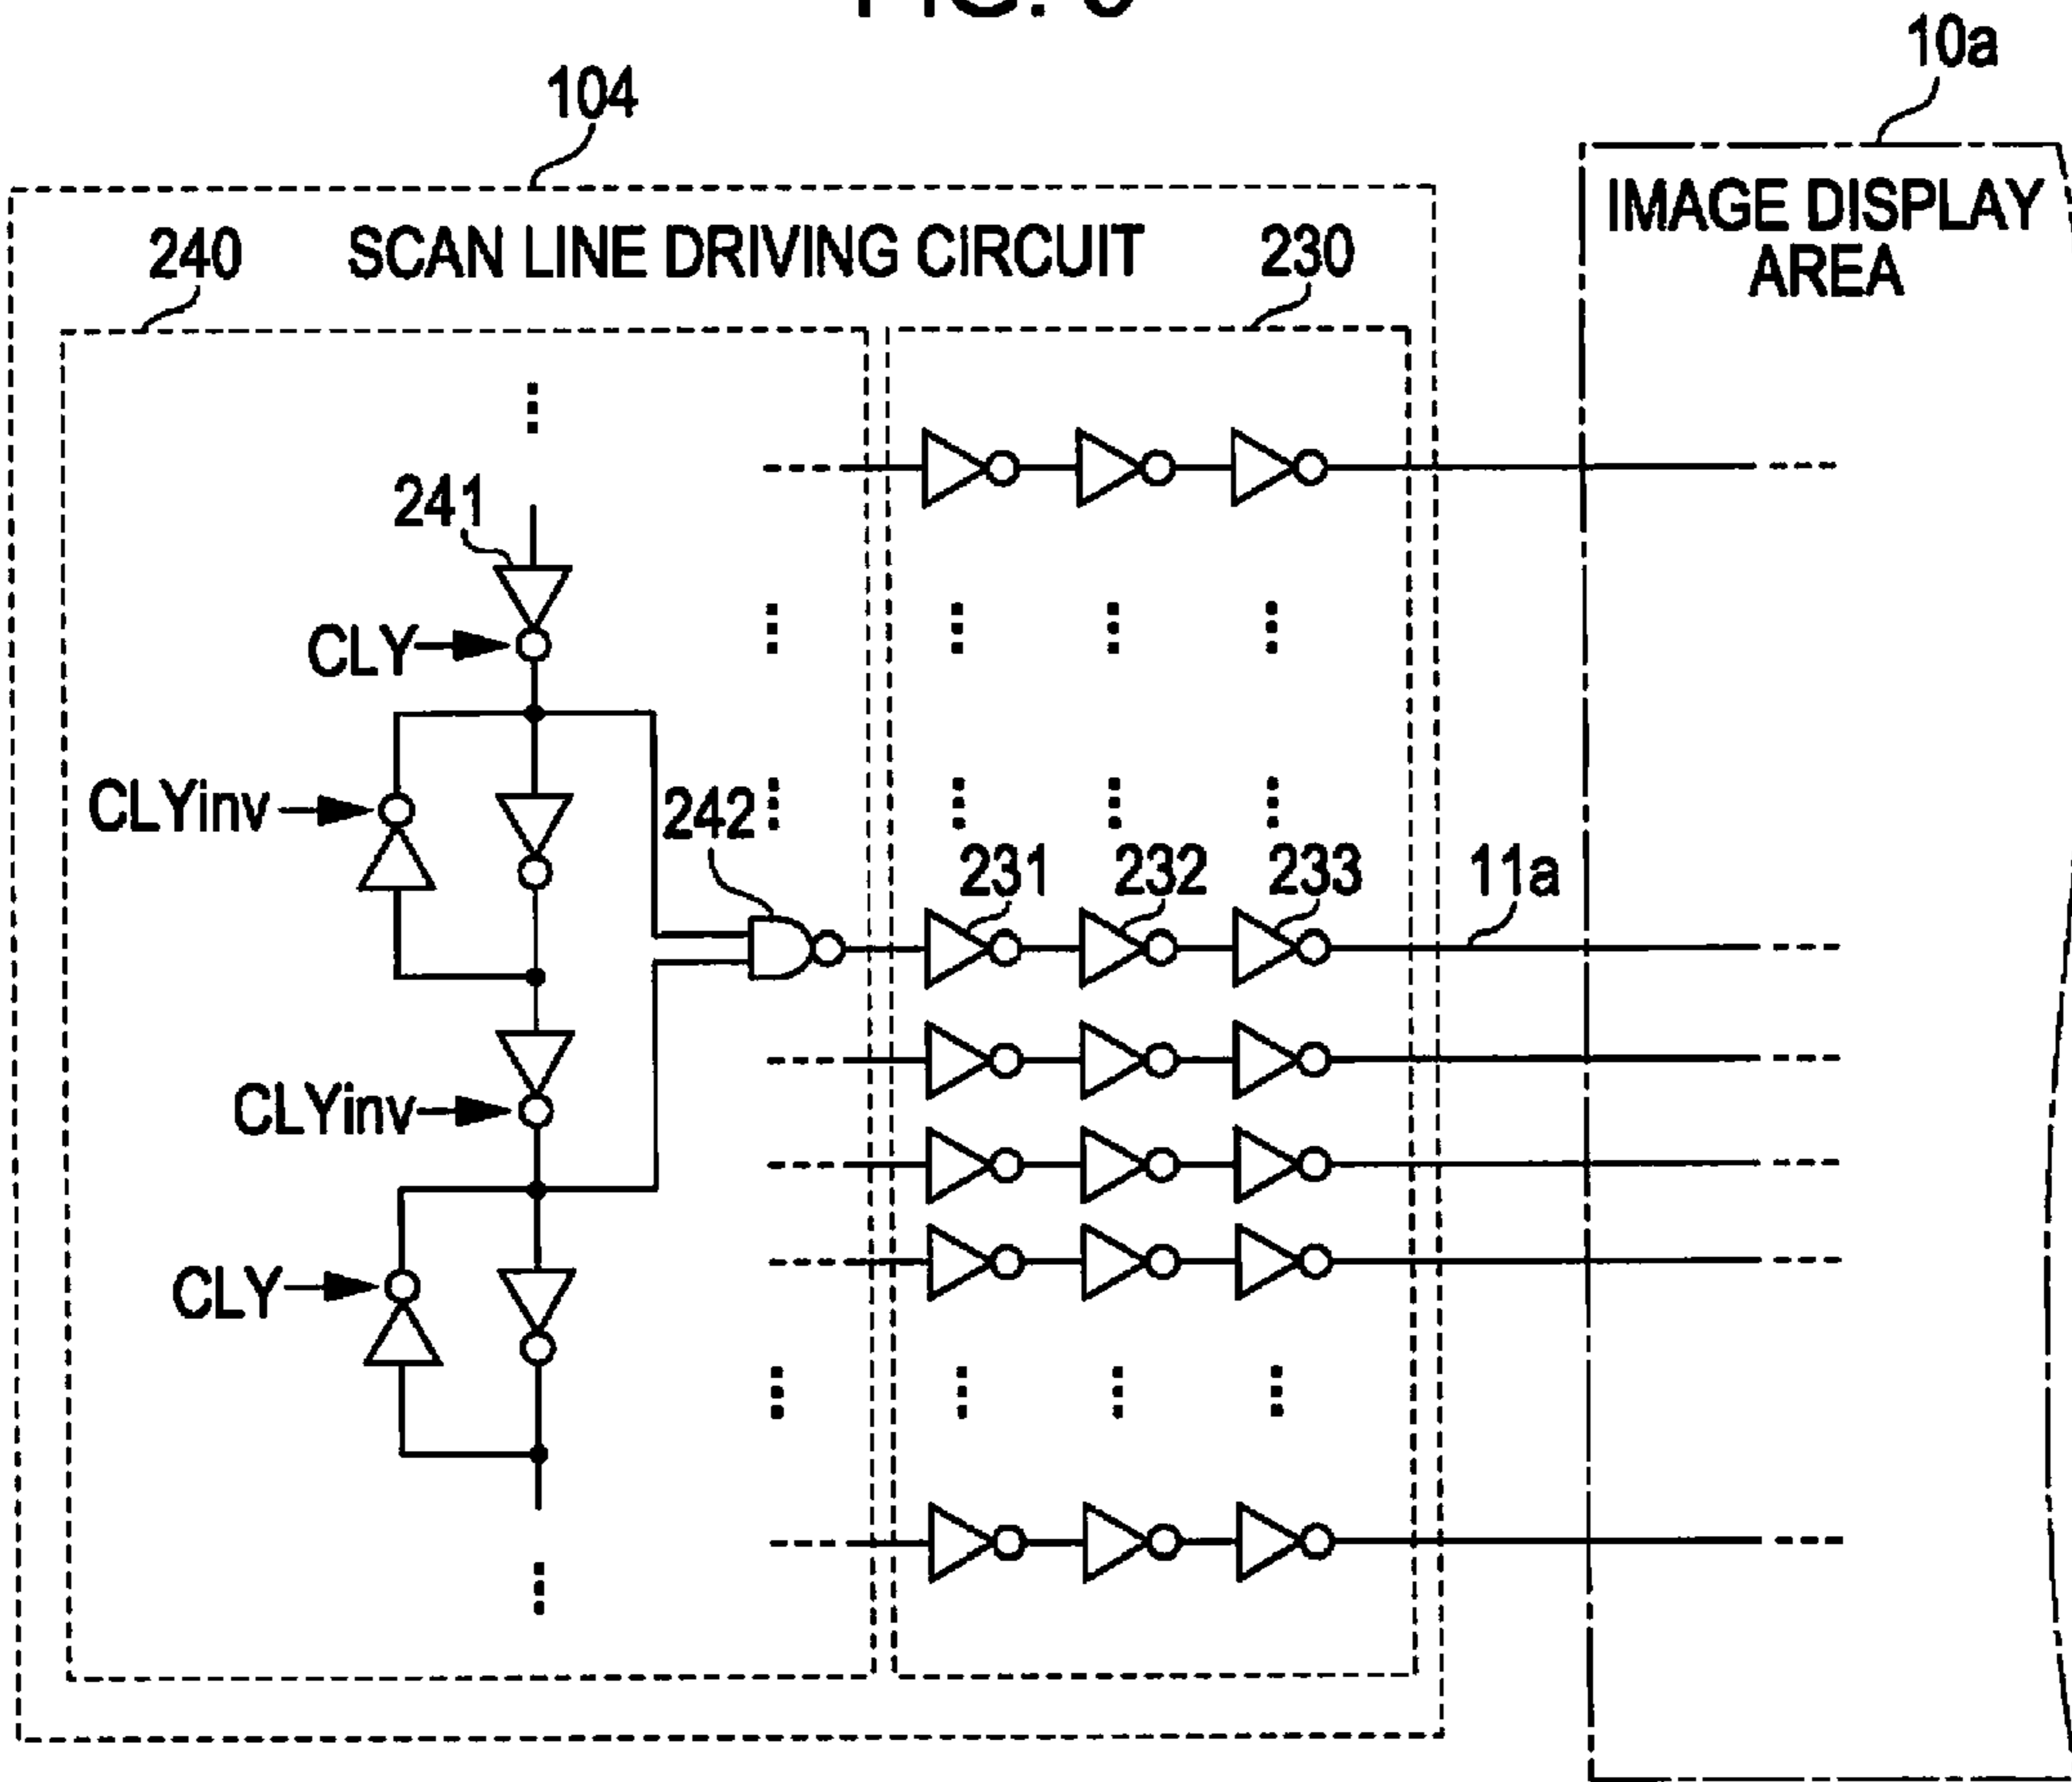 10a
104
IMAGE DISPLAY
AREA
240
SCAN LINE DRIVING CIRCUIT
230
241
CLY
CLYinv
242
231
232
233
11a
CLYinv
CLY